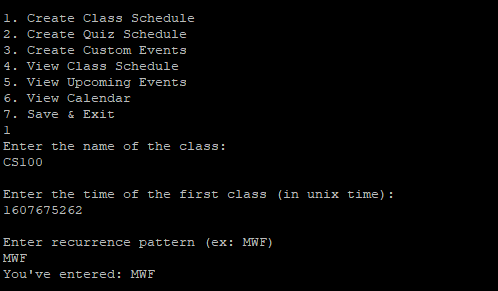 1. Create Class Schedule
2. Create Quiz Schedule
3. Create Custom Events
4. View Class Schedule
5. View Upcoming Events
6. View Calendar
7. Save & Exit
1
Enter the name of the class:
CS100
Enter the time of the first class (in unix time):
1607675262
Enter recurrence pattern (ex: MWF)
MWF
You've entered: MWF